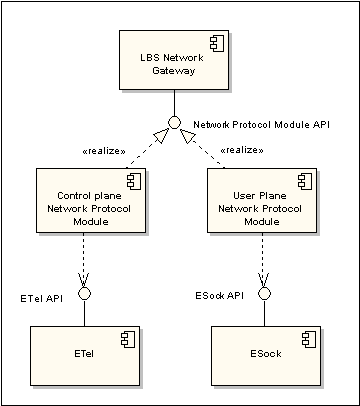 LBS Network
Gateway
Network Protocol Module API
«realize»
«realize»
Control plane
Network Protocol
Module
User Plane
Network Protocol
Module
ETel API
ESock API
ETel
ESock